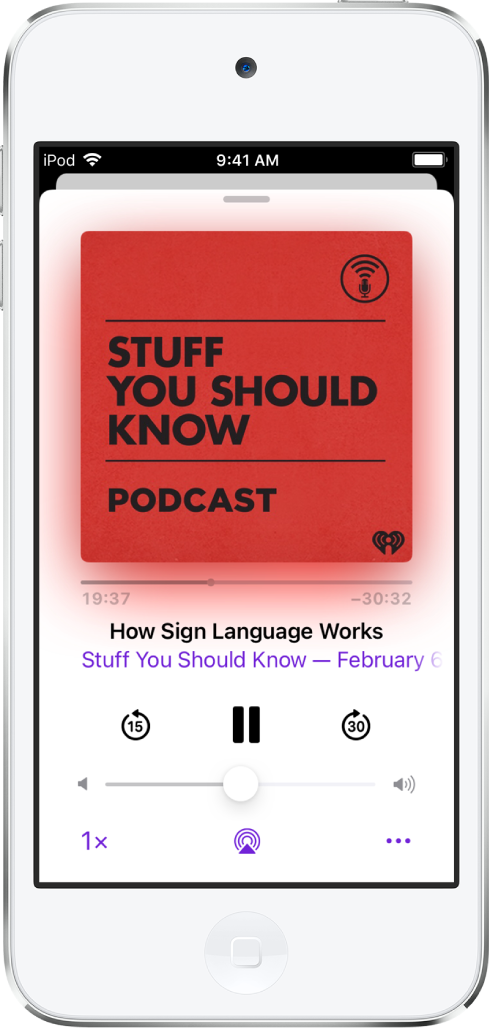 iPod 9:41 AM
STUFF
YOU SHOULD
KNOW
PODCAST
19:37 –30:32
How Sign Language Works
Stuff You Should Know — February 6
15 30
1×